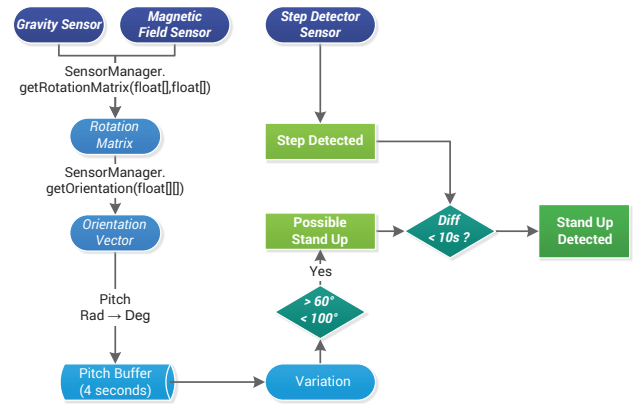 Gravity Sensor
Magnetic
Field Sensor
Step Detector
Sensor
SensorManager.
getRotationMatrix(float[],float[])
Rotation
Matrix
Step Detected
SensorManager.
getOrientation(float[][])
Orientation
Vector
Possible
Stand Up
Diff
< 10s ?
Stand Up
Detected
Yes
Pitch
Rad → Deg
> 60°
< 100°
Pitch Buffer
(4 seconds)
Variation